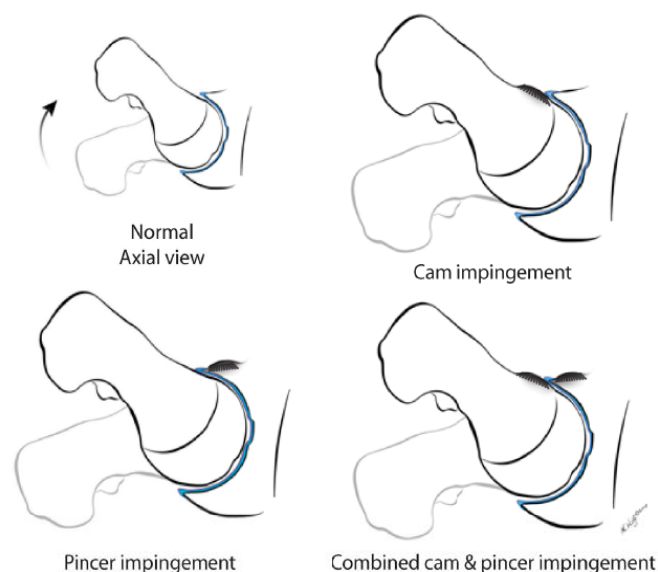 Normal
Axial view
Cam impingement
Pincer impingement
Combined cam & pincer impingement